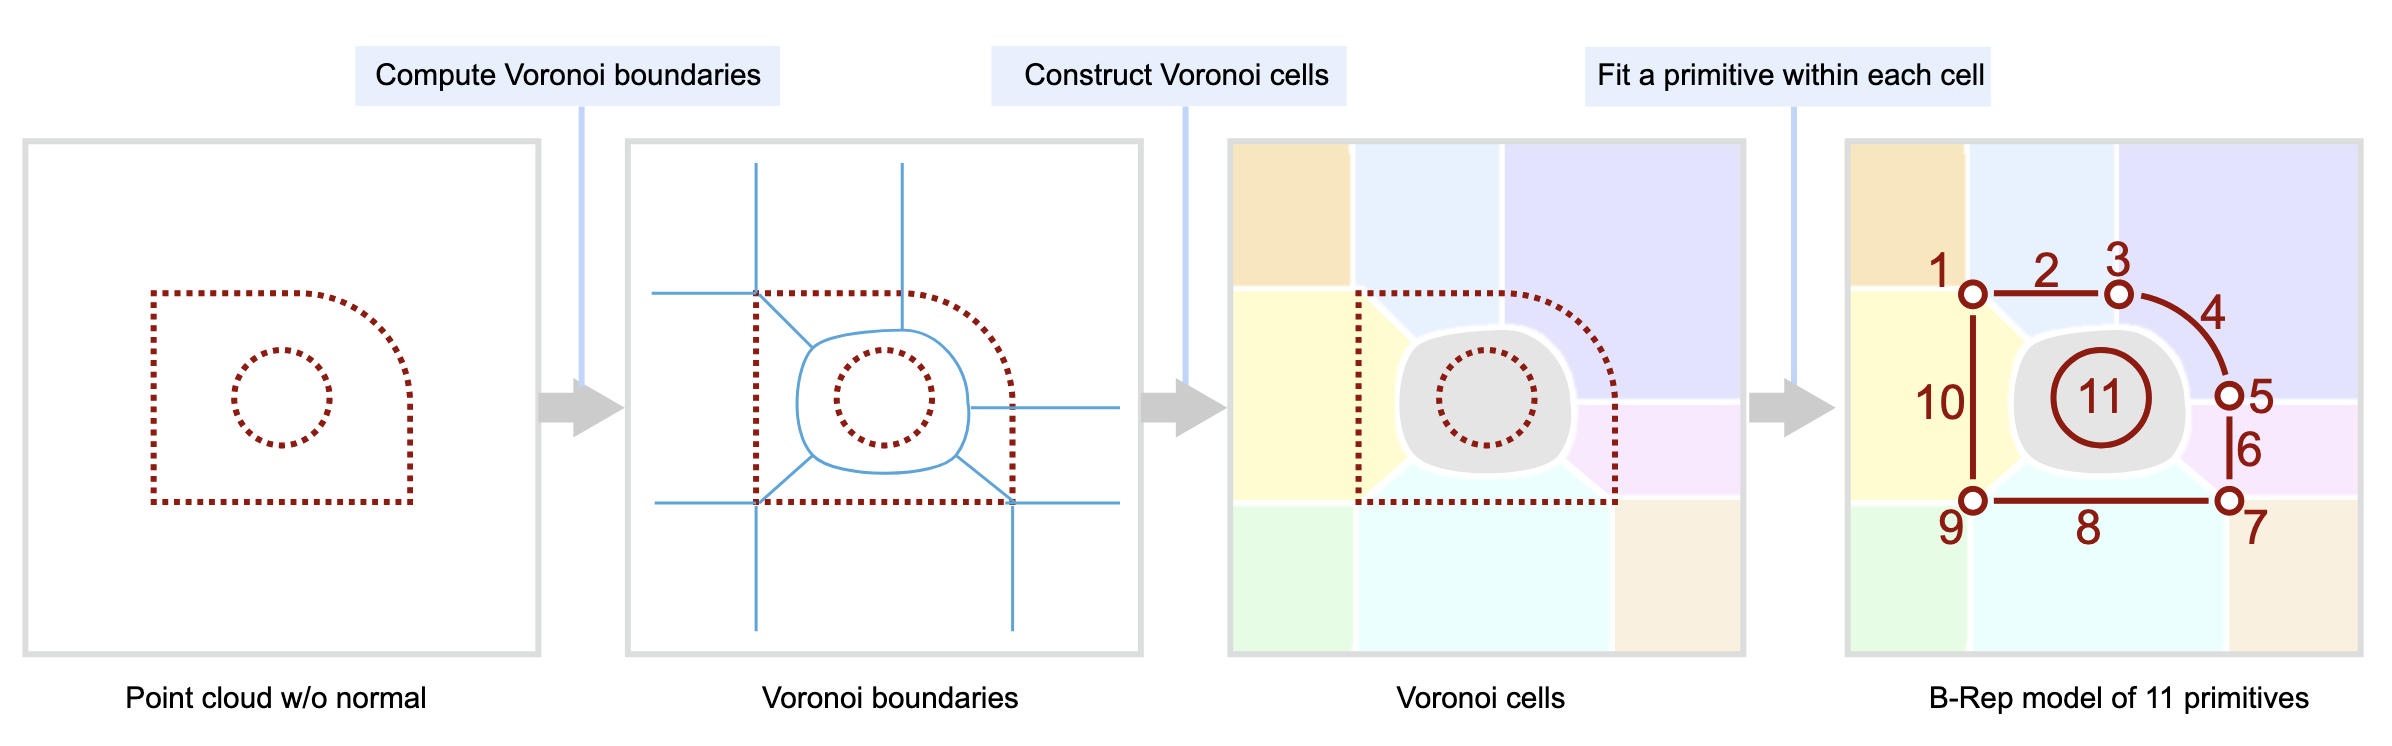 Compute Voronoi boundaries
Construct Voronoi cells
Fit a primitive within each cell
1
2
3
4
5
6
7
8
9
10
11
Point cloud w/o normal
Voronoi boundaries
Voronoi cells
B-Rep model of 11 primitives